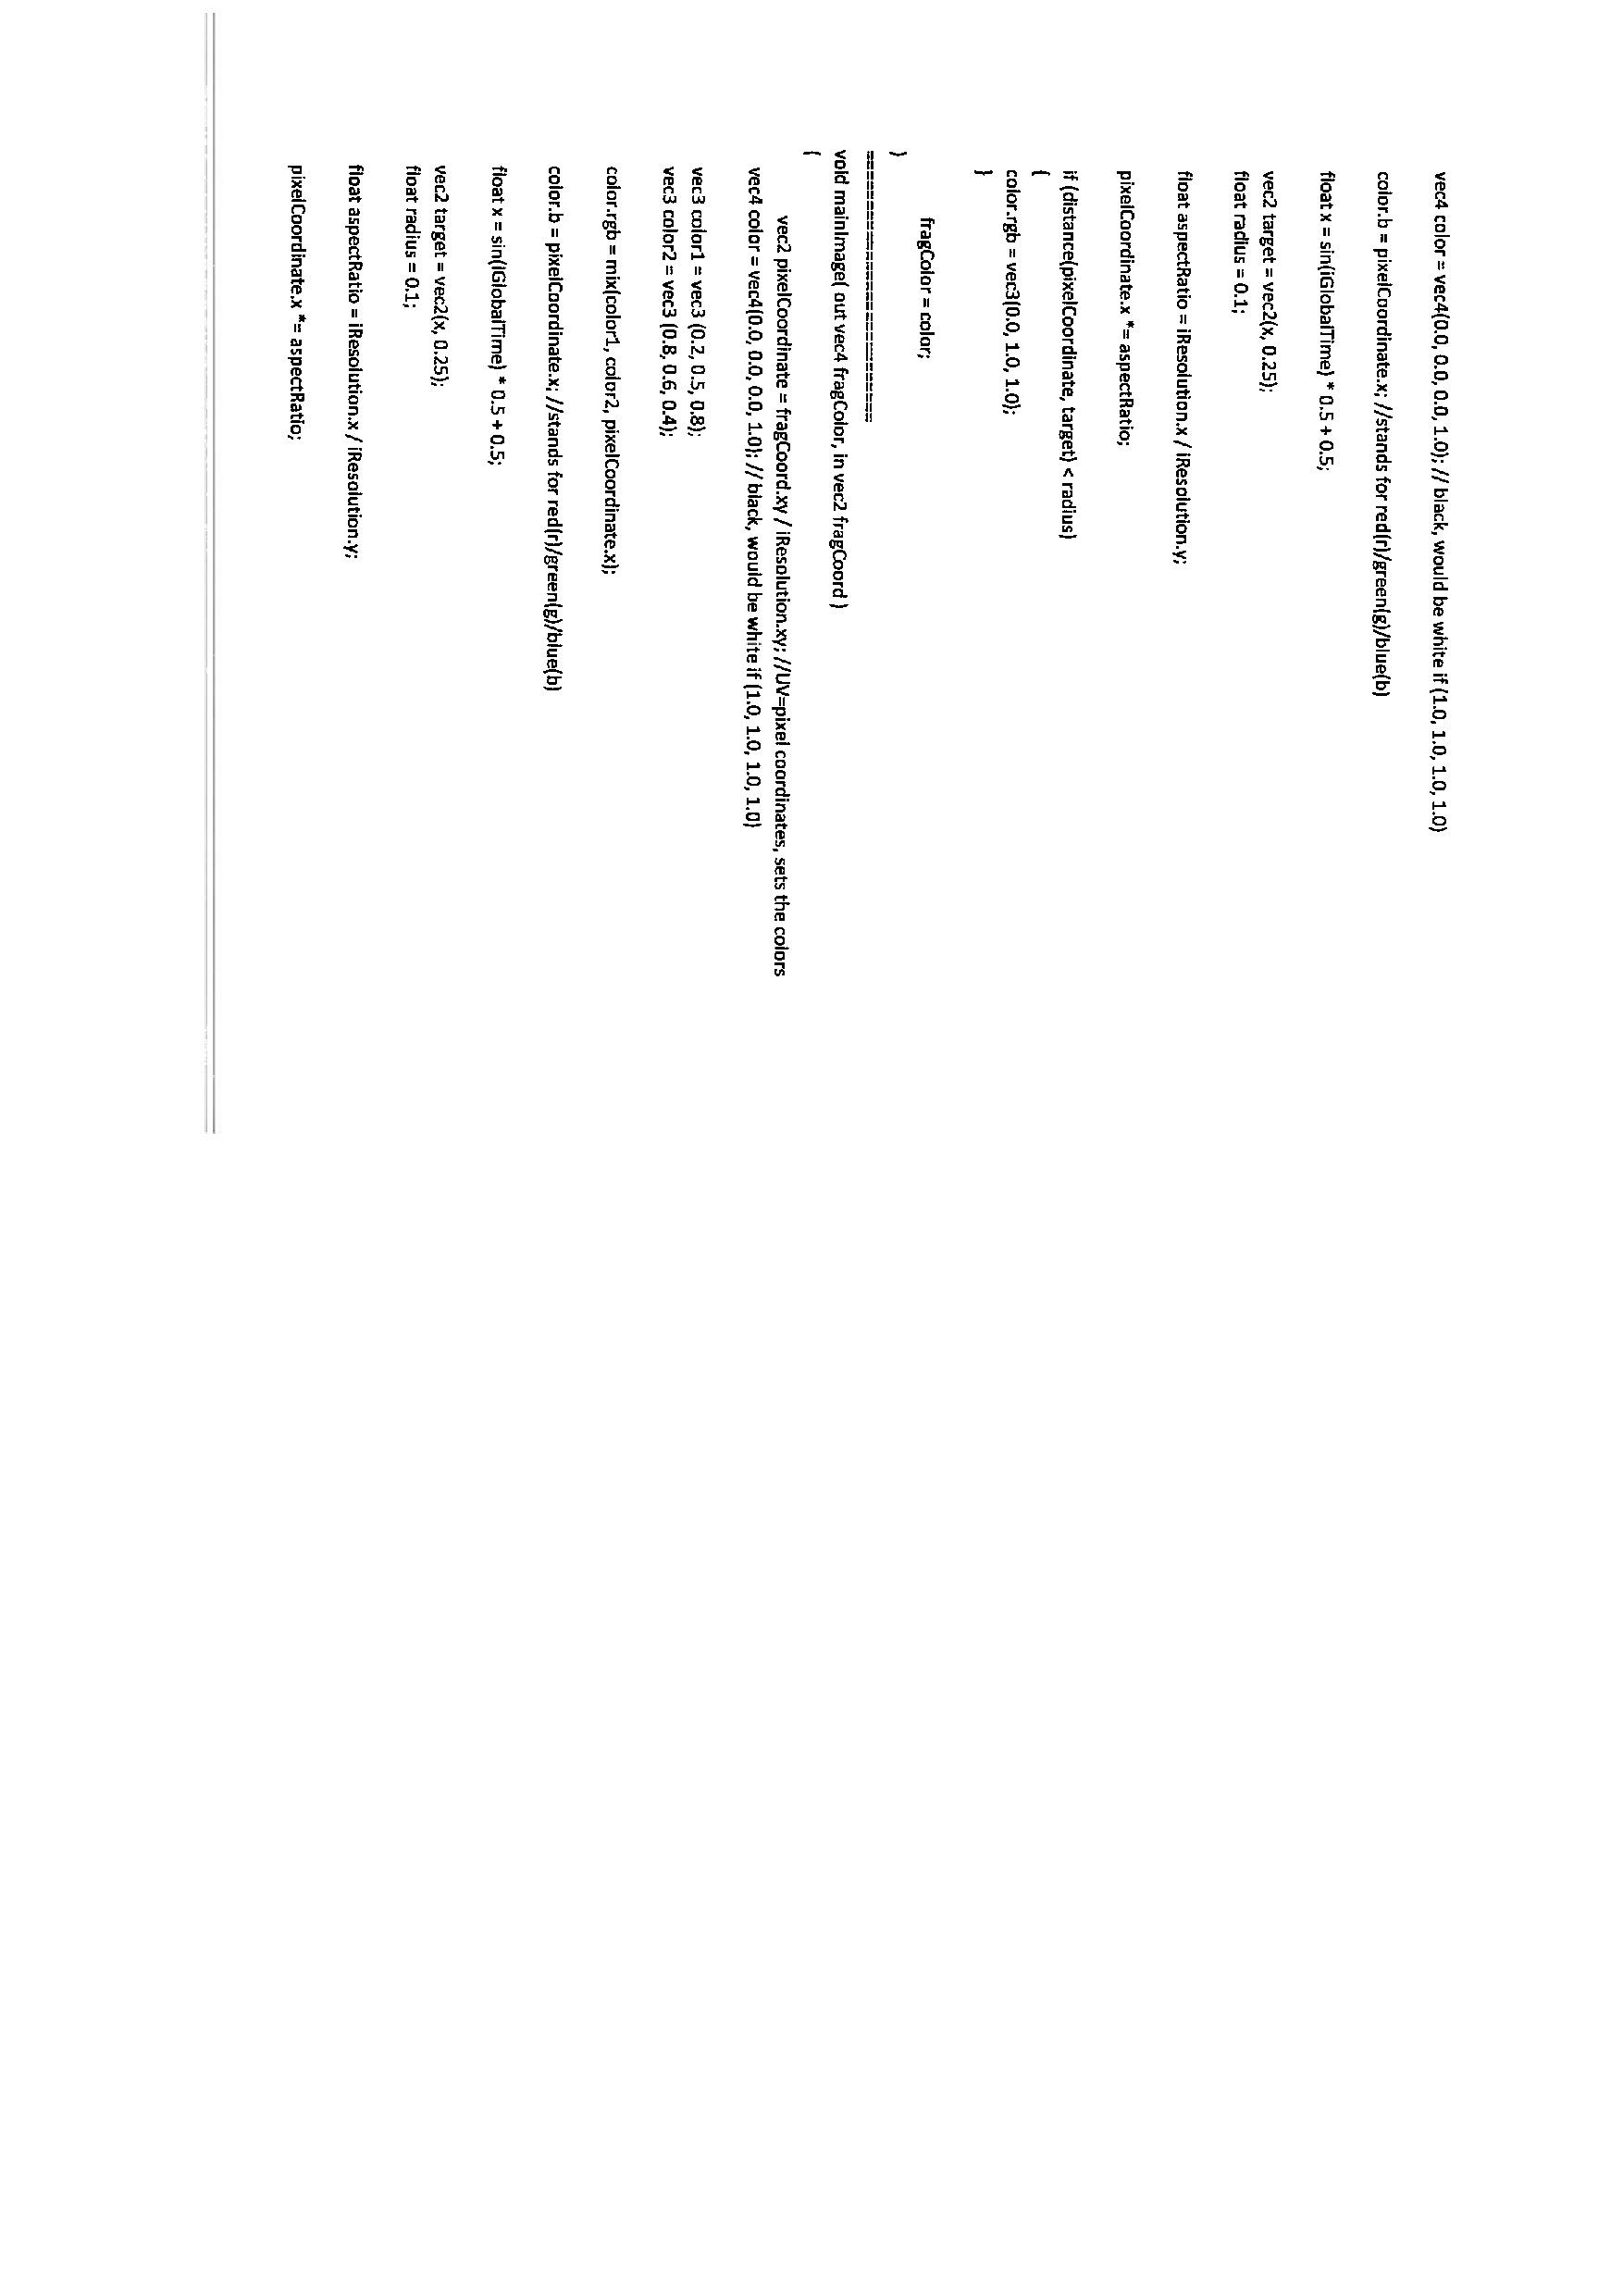 vec4 color = vec4(0.0, 0.0, 0.0, 1.0); // black, would be white if (1.0, 1.0, 1.0, 1.0)
color.b = pixelCoordinate.x; //stands for red(r)/green(g)/blue(b)
float x = sin(iGlobalTime) * 0.5 + 0.5;
vec2 target = vec2(x, 0.25);
float radius = 0.1;
float aspectRatio = iResolution.x / iResolution.y;
pixelCoordinate.x *= aspectRatio;
if (distance(pixelCoordinate, target) < radius)
{
color.rgb = vec3(0.0, 1.0, 1.0);
}
fragColor = color;
}
==========================
void mainImage( out vec4 fragColor, in vec2 fragCoord )
{
vec2 pixelCoordinate = fragCoord.xy / iResolution.xy; //UV=pixel coordinates, sets the colors
vec4 color = vec4(0.0, 0.0, 0.0, 1.0); // black, would be white if (1.0, 1.0, 1.0, 1.0)
vec3 color1 = vec3 (0.2, 0.5, 0.8);
vec3 color2 = vec3 (0.8, 0.6, 0.4);
color.rgb = mix(color1, color2, pixelCoordinate.x);
color.b = pixelCoordinate.x; //stands for red(r)/green(g)/blue(b)
float x = sin(iGlobalTime) * 0.5 + 0.5;
vec2 target = vec2(x, 0.25);
float radius = 0.1;
float aspectRatio = iResolution.x / iResolution.y;
pixelCoordinate.x *= aspectRatio;